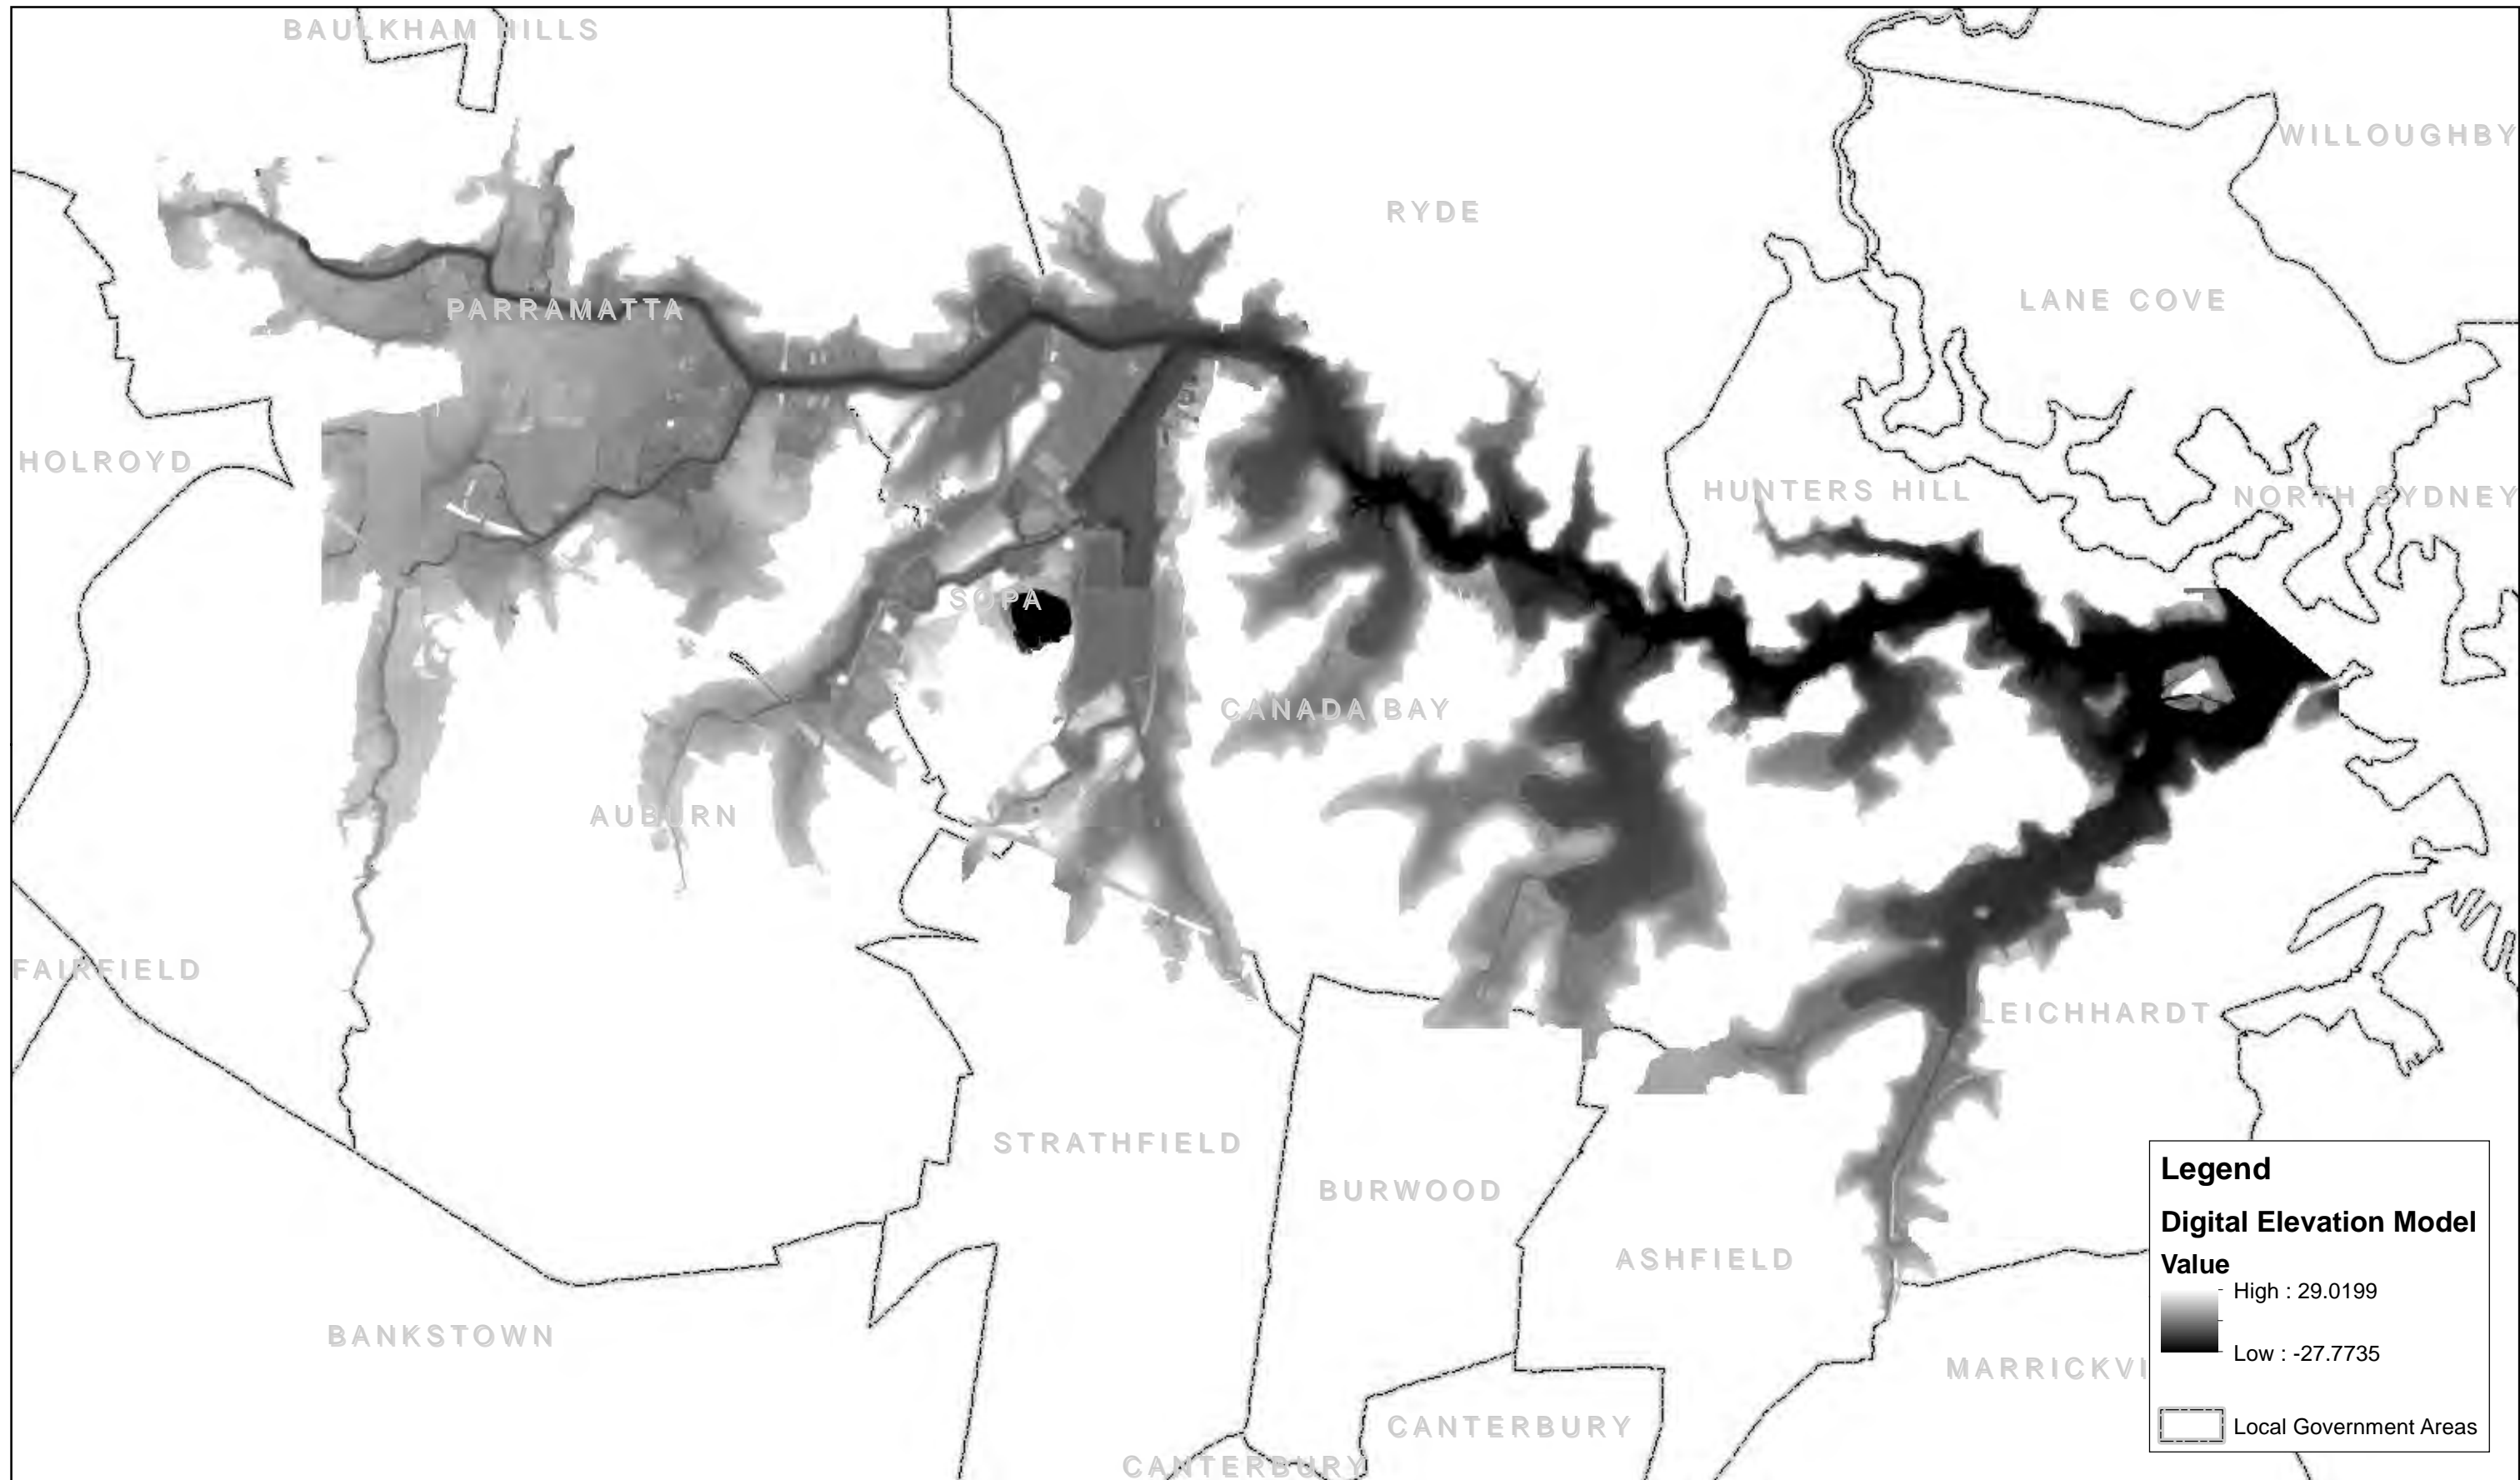 BAULKHAM HILLS
WILLOUGHBY
RYDE
LANE COVE
PARRAMATTA
HOLROYD
HUNTERS HILL
NORTH SYDNEY
SOPA
CANADA BAY
AUBURN
FAIRFIELD
LEICHHARDT
STRATHFIELD
BURWOOD
ASHFIELD
BANKSTOWN
MARRICKVI
CANTERBURY
CANTERBURY
Legend
Digital Elevation Model
Value
High : 29.0199
Low : -27.7735
Local Government Areas